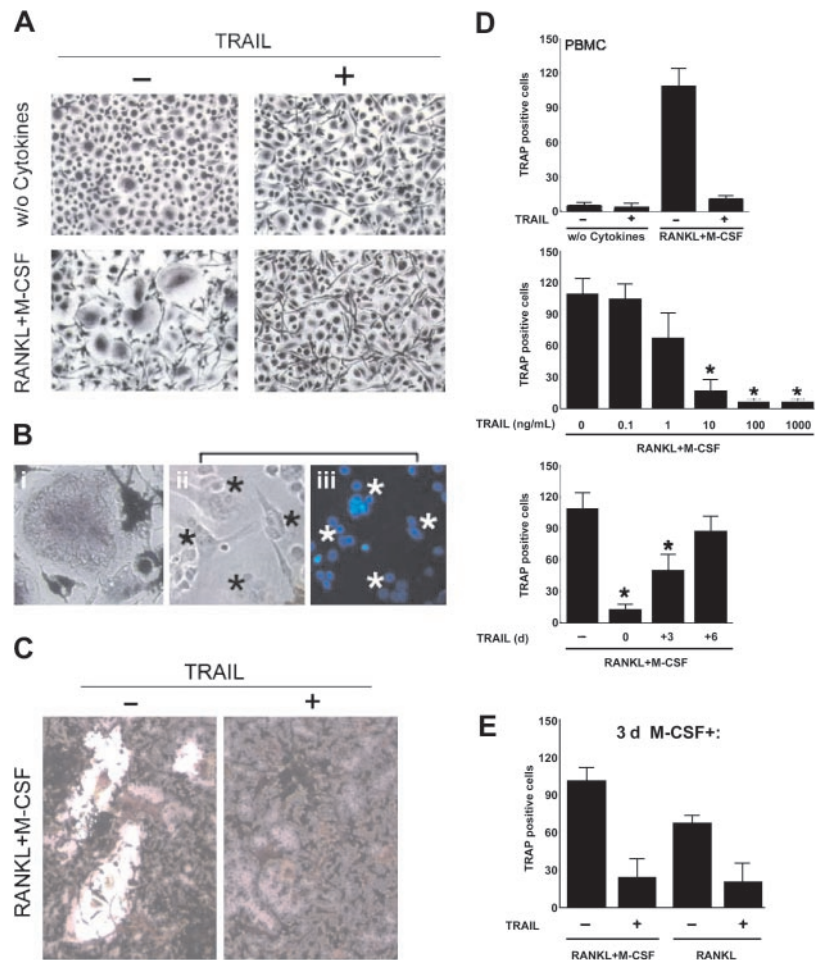 A
TRAIL
– +
w/o Cytokines
RANKL+M-CSF
B
i ii iii
* * * *
* * * *
C
TRAIL
– +
RANKL+M-CSF
D
PBMC
TRAP positive cells
150
120
90
60
30
0
TRAIL – + – +
w/o Cytokines RANKL+M-CSF
TRAP positive cells
150
120
90
60
30
0
* * *
TRAIL (ng/mL) 0 0.1 1 10 100 1000
RANKL+M-CSF
TRAP positive cells
150
120
90
60
30
0
* *
TRAIL (d) – 0 +3 +6
RANKL+M-CSF
E
3 d M-CSF+:
TRAP positive cells
150
120
90
60
30
0
TRAIL – + – +
RANKL+M-CSF RANKL